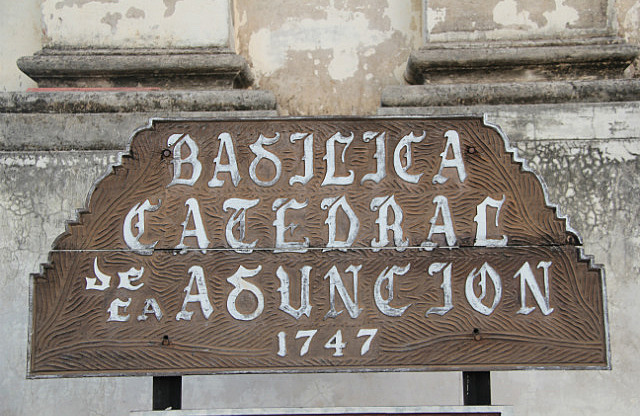 BASILICA
CATEDRAL
de LA ASUNCION
1747